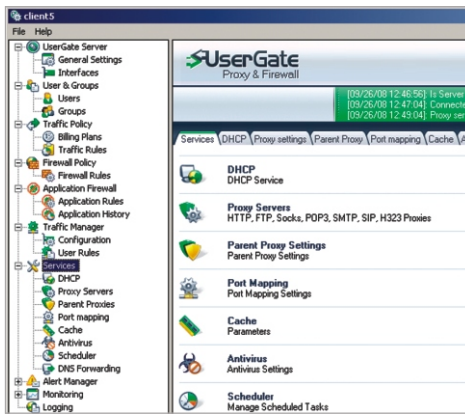 client5
File Help
UserGate Server
General Settings
Interfaces
User & Groups
Users
Groups
Traffic Policy
Billing Plans
Traffic Rules
Firewall Policy
Firewall Rules
Application Firewall
Application Rules
Application History
Traffic Manager
Configuration
User Rules
Services
DHCP
Proxy Servers
Parent Proxies
Port mapping
Cache
Antivirus
Scheduler
DNS Forwarding
Alert Manager
Monitoring
Logging
UserGate
Proxy & Firewall
[09/26/08 12:46:56] Is Server
[09/26/08 12:47:04] Connecte
[09/26/08 12:49:04] Proxy ser
Services DHCP Proxy settings Parent Proxy Port mapping Cache A
DHCP
DHCP Service
Proxy Servers
HTTP, FTP, Socks, POP3, SMTP, SIP, H323 Proxies
Parent Proxy Settings
Parent Proxy Settings
Port Mapping
Port Mapping Settings
Cache
Parameters
Antivirus
Antivirus Settings
Scheduler
Manage Scheduled Tasks